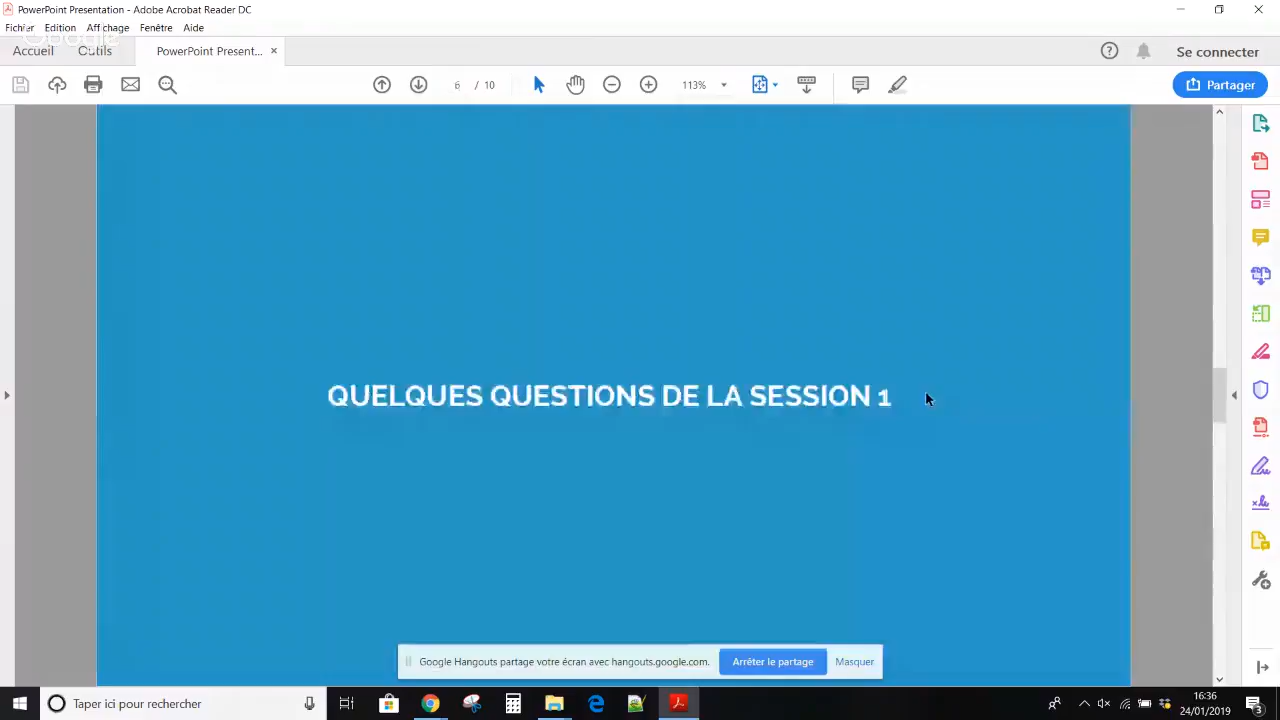 PowerPoint Presentation - Adobe Acrobat Reader DC
Fichier Edition Affichage Fenêtre Aide
Google
Accueil Outils PowerPoint Present... × Se connecter
6 / 10 113% Partager
QUELQUES QUESTIONS DE LA SESSION 1
Google Hangouts partage votre écran avec hangouts.google.com. Arrêter le partage Masquer
Taper ici pour rechercher
16:36
24/01/2019
3